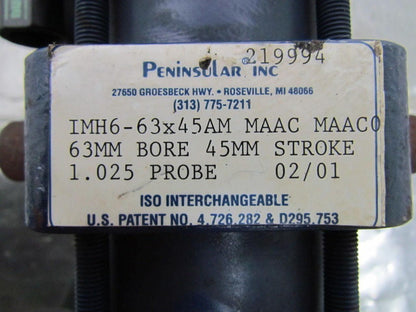 219994
PENINSULAR INC
27650 GROESBECK HWY. • ROSEVILLE, MI 48066
(313) 775-7211
IMH6-63x45AM MAAC MAACO
63MM BORE 45MM STROKE
1.025 PROBE 02/01
ISO INTERCHANGEABLE
U.S. PATENT NO. 4,726,282 & D295,753